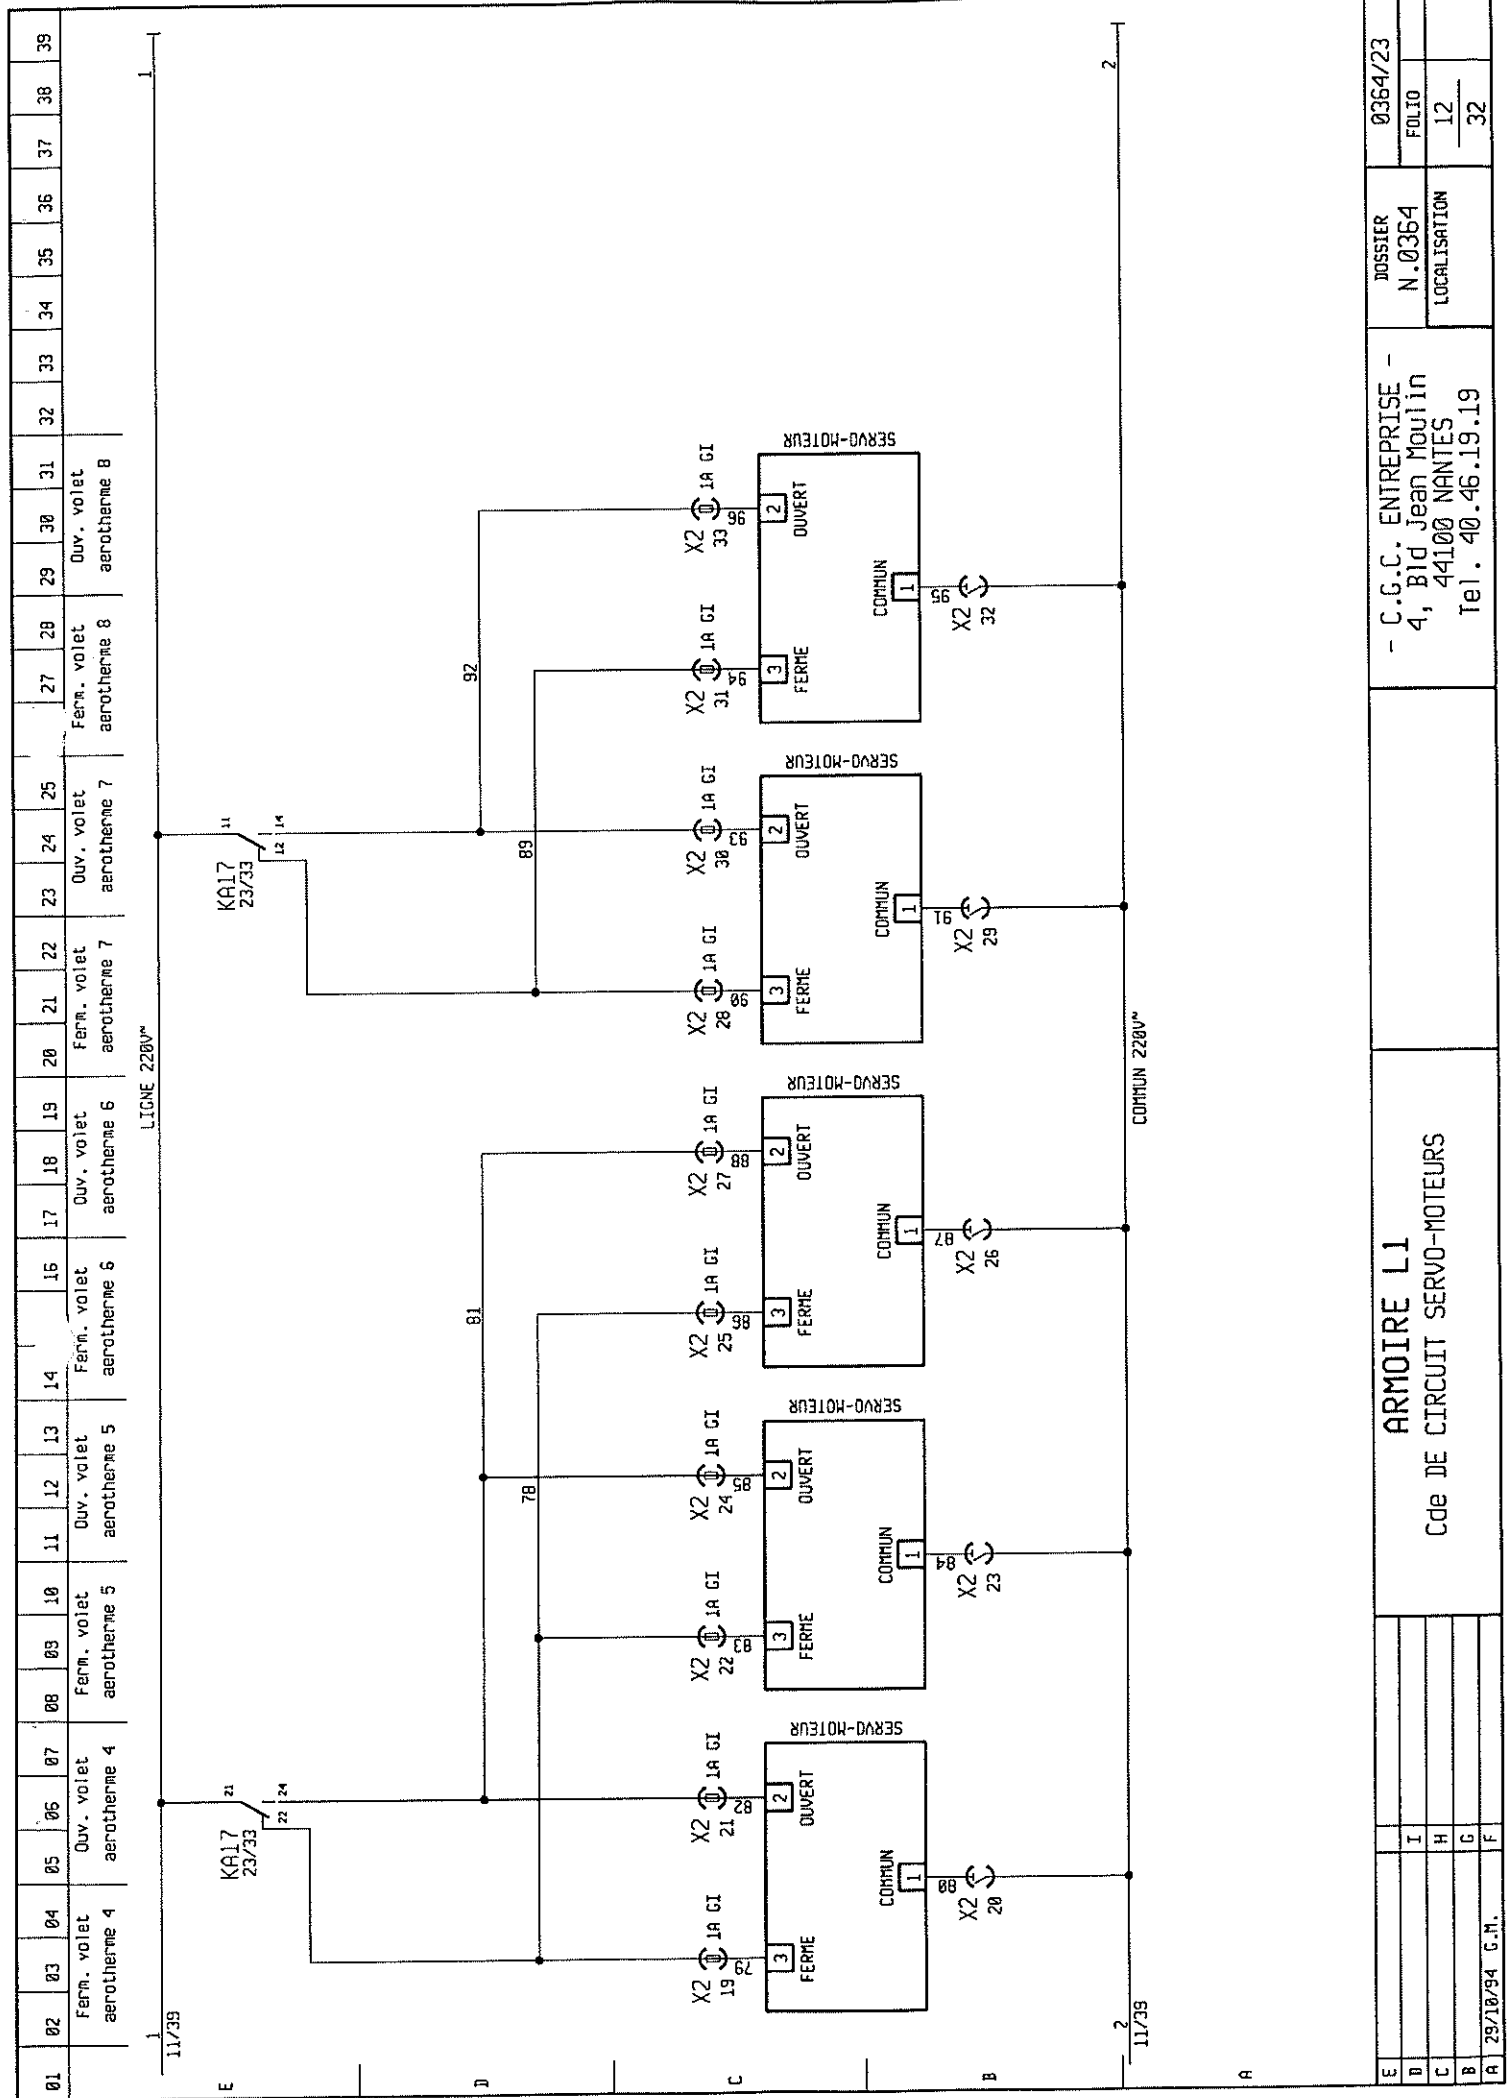 01 02 03 04 05 06 07 08 09 10 11 12 13 14 16 17 18 19 20 21 22 23 24 25 27 28 29 30 31 32 33 34 35 36 37 38 39
Ferm. volet
aerotherme 4
Ouv. volet
aerotherme 4
Ferm. volet
aerotherme 5
Ouv. volet
aerotherme 5
Ferm. volet
aerotherme 6
Ouv. volet
aerotherme 6
Ferm. volet
aerotherme 7
Ouv. volet
aerotherme 7
Ferm. volet
aerotherme 8
Ouv. volet
aerotherme 8
1
11/39
LIGNE 220V~
1
E
KA17
23/33
21
22 24
KA17
23/33
11
12 14
D
81
78
92
89
C
X2
19
1A GI
79
X2
21
1A GI
82
X2
22
1A GI
83
X2
24
1A GI
85
X2
25
1A GI
86
X2
27
1A GI
88
X2
28
1A GI
90
X2
30
1A GI
93
X2
31
1A GI
94
X2
33
1A GI
96
3
FERME
2
OUVERT
SERVO-MOTEUR
COMMUN
1
3
FERME
2
OUVERT
SERVO-MOTEUR
COMMUN
1
3
FERME
2
OUVERT
SERVO-MOTEUR
COMMUN
1
3
FERME
2
OUVERT
SERVO-MOTEUR
COMMUN
1
3
FERME
2
OUVERT
SERVO-MOTEUR
COMMUN
1
B
X2
20
80
X2
23
84
X2
26
87
X2
29
91
X2
32
95
2
11/39
COMMUN 220V~
2
A
E
D I
C H
B G
A 29/10/94 G.M. F
ARMOIRE L1
Cde DE CIRCUIT SERVO-MOTEURS
- C.G.C. ENTREPRISE -
4, Bld Jean Moulin
44100 NANTES
Tel. 40.46.19.19
DOSSIER
N.0364
0364/23
LOCALISATION
FOLIO
12
32